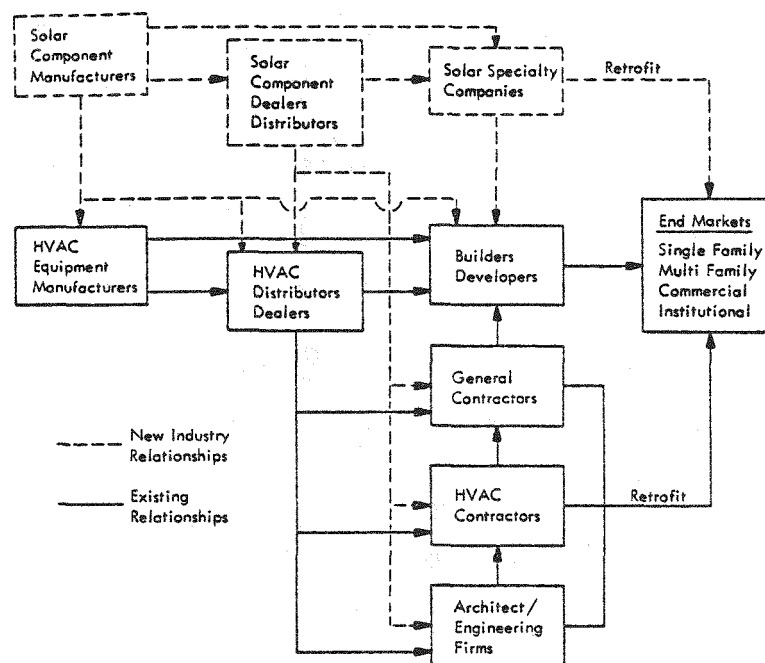 Solar
Component
Manufacturers
Solar
Component
Dealers
Distributors
Solar Specialty
Companies
Retrofit
HVAC
Equipment
Manufacturers
HVAC
Distributors
Dealers
Builders
Developers
End Markets
Single Family
Multi Family
Commercial
Institutional
General
Contractors
New Industry
Relationships
Existing
Relationships
HVAC
Contractors
Retrofit
Architect/
Engineering
Firms